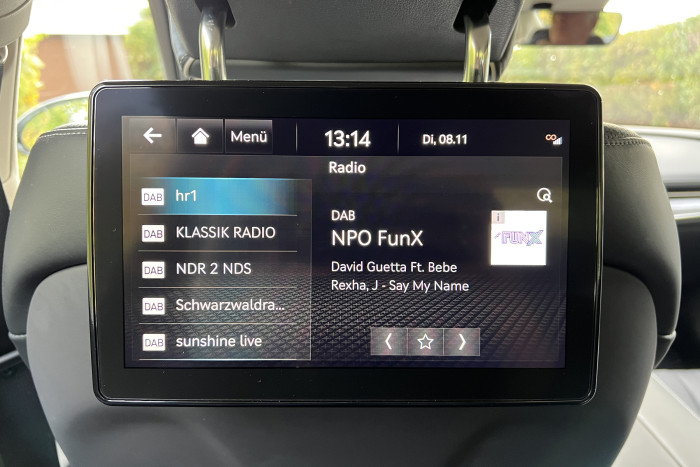 Menü
13:14
Di, 08.11
Radio
DAB hr1
DAB KLASSIK RADIO
DAB NDR 2 NDS
DAB Schwarzwaldra...
DAB sunshine live
DAB
NPO FunX
David Guetta Ft. Bebe
Rexha, J - Say My Name
i
FUNX